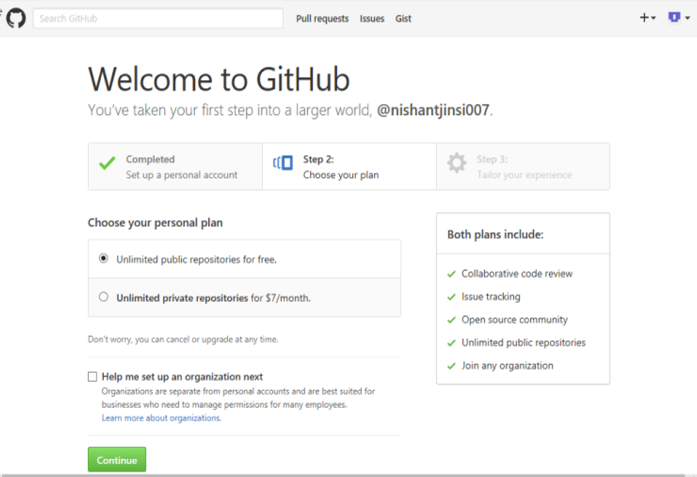 Search GitHub
Pull requests Issues Gist
Welcome to GitHub
You've taken your first step into a larger world, @nishantjinsi007.
Completed
Set up a personal account
Step 2:
Choose your plan
Step 3:
Tailor your experience
Choose your personal plan
Unlimited public repositories for free.
Unlimited private repositories for $7/month.
Don't worry, you can cancel or upgrade at any time.
Help me set up an organization next
Organizations are separate from personal accounts and are best suited for
businesses who need to manage permissions for many employees.
Learn more about organizations.
Continue
Both plans include:
Collaborative code review
Issue tracking
Open source community
Unlimited public repositories
Join any organization